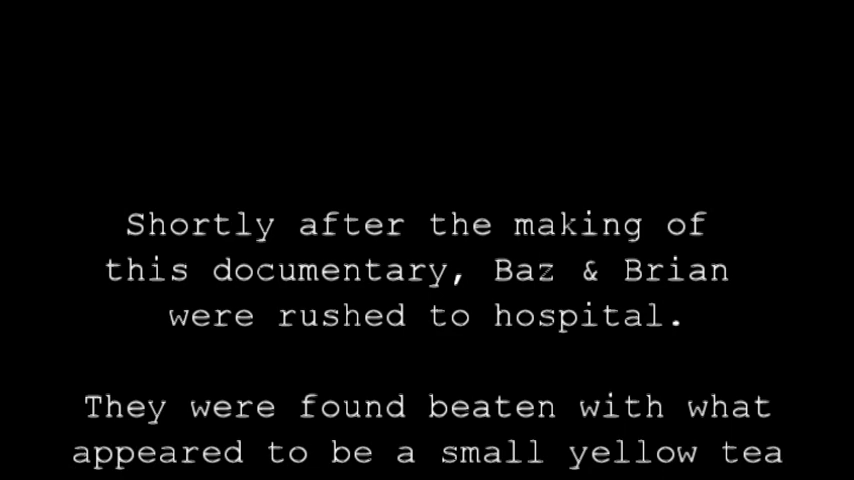 Shortly after the making of
this documentary, Baz & Brian
were rushed to hospital.
They were found beaten with what
appeared to be a small yellow tea